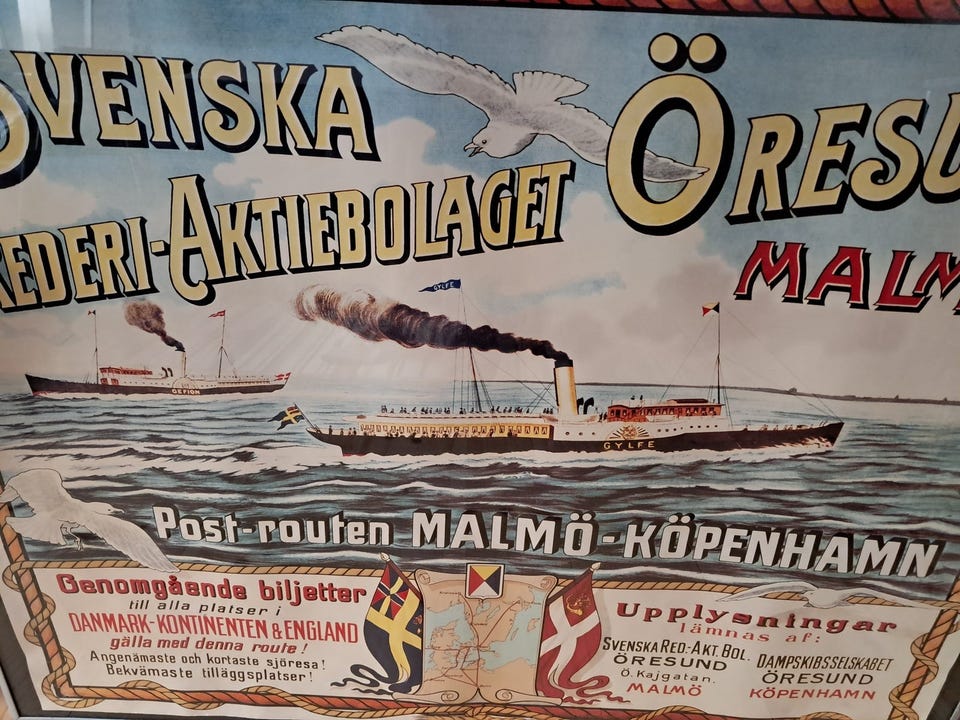 SVENSKA
REDERI-AKTIEBOLAGET
ÖRESU
MALM
GYLFE
GEFION
GYLFE
Post-routen MALMÖ-KÖPENHAMN
Genomgående biljetter
till alla platser i
DANMARK-KONTINENTEN & ENGLAND
gälla med denna route!
Angenämaste och kortaste sjöresa!
Bekvämaste tilläggsplatser!
Upplysningar
lämnas af:
SVENSKA RED.-AKT. BOL.
ÖRESUND
Ö. Kajgatan.
MALMÖ
DAMPSKIBSSELSKABET
ÖRESUND
KÖPENHAMN